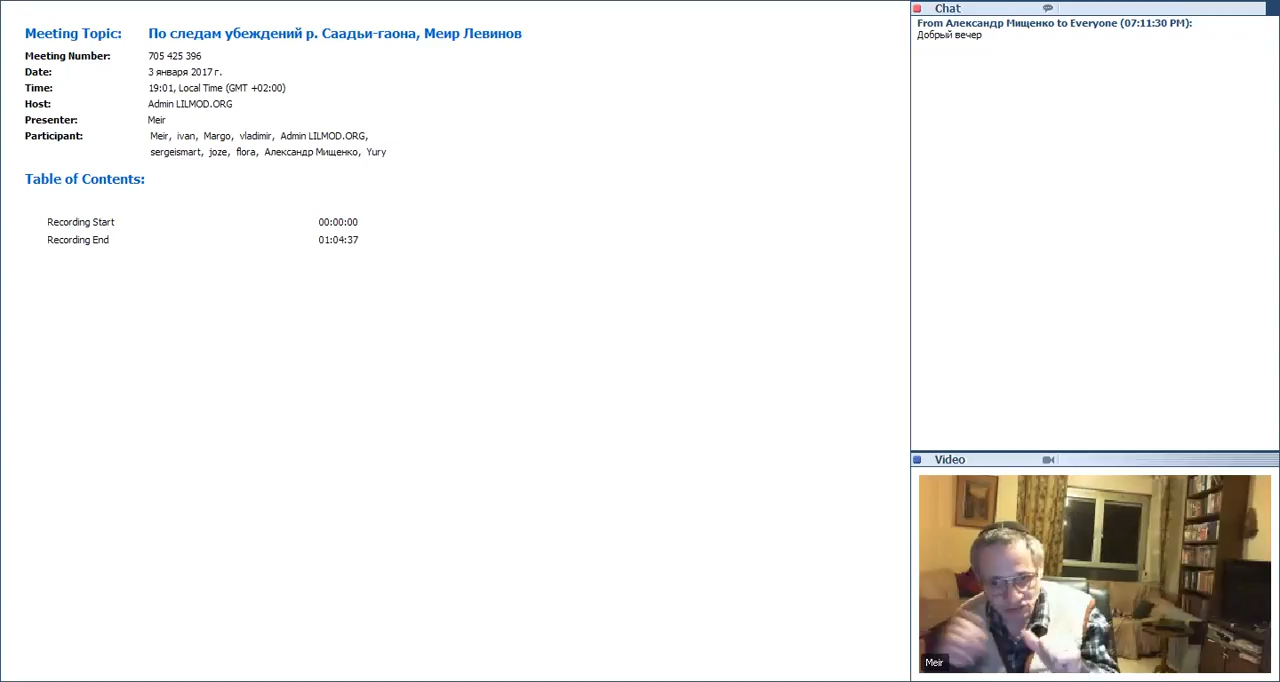 Meeting Topic: По следам убеждений р. Саадьи-гаона, Меир Левинов
Meeting Number: 705 425 396
Date: 3 января 2017 г.
Time: 19:01, Local Time (GMT +02:00)
Host: Admin LILMOD.ORG
Presenter: Meir
Participant: Meir, ivan, Margo, vladimir, Admin LILMOD.ORG,
sergeismart, joze, flora, Александр Мищенко, Yury
Table of Contents:
Recording Start 00:00:00
Recording End 01:04:37
Chat
From Александр Мищенко to Everyone (07:11:30 PM):
Добрый вечер
Video
Meir